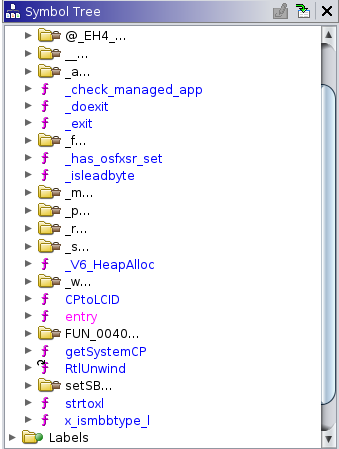 Symbol Tree
@_EH4_...
__...
_a...
_check_managed_app
_doexit
_exit
_f...
_has_osfxsr_set
_isleadbyte
_m...
_p...
_r...
_s...
_V6_HeapAlloc
_w...
CPtoLCID
entry
FUN_0040...
getSystemCP
RtlUnwind
setSB...
strtoxl
x_ismbbtype_l
Labels